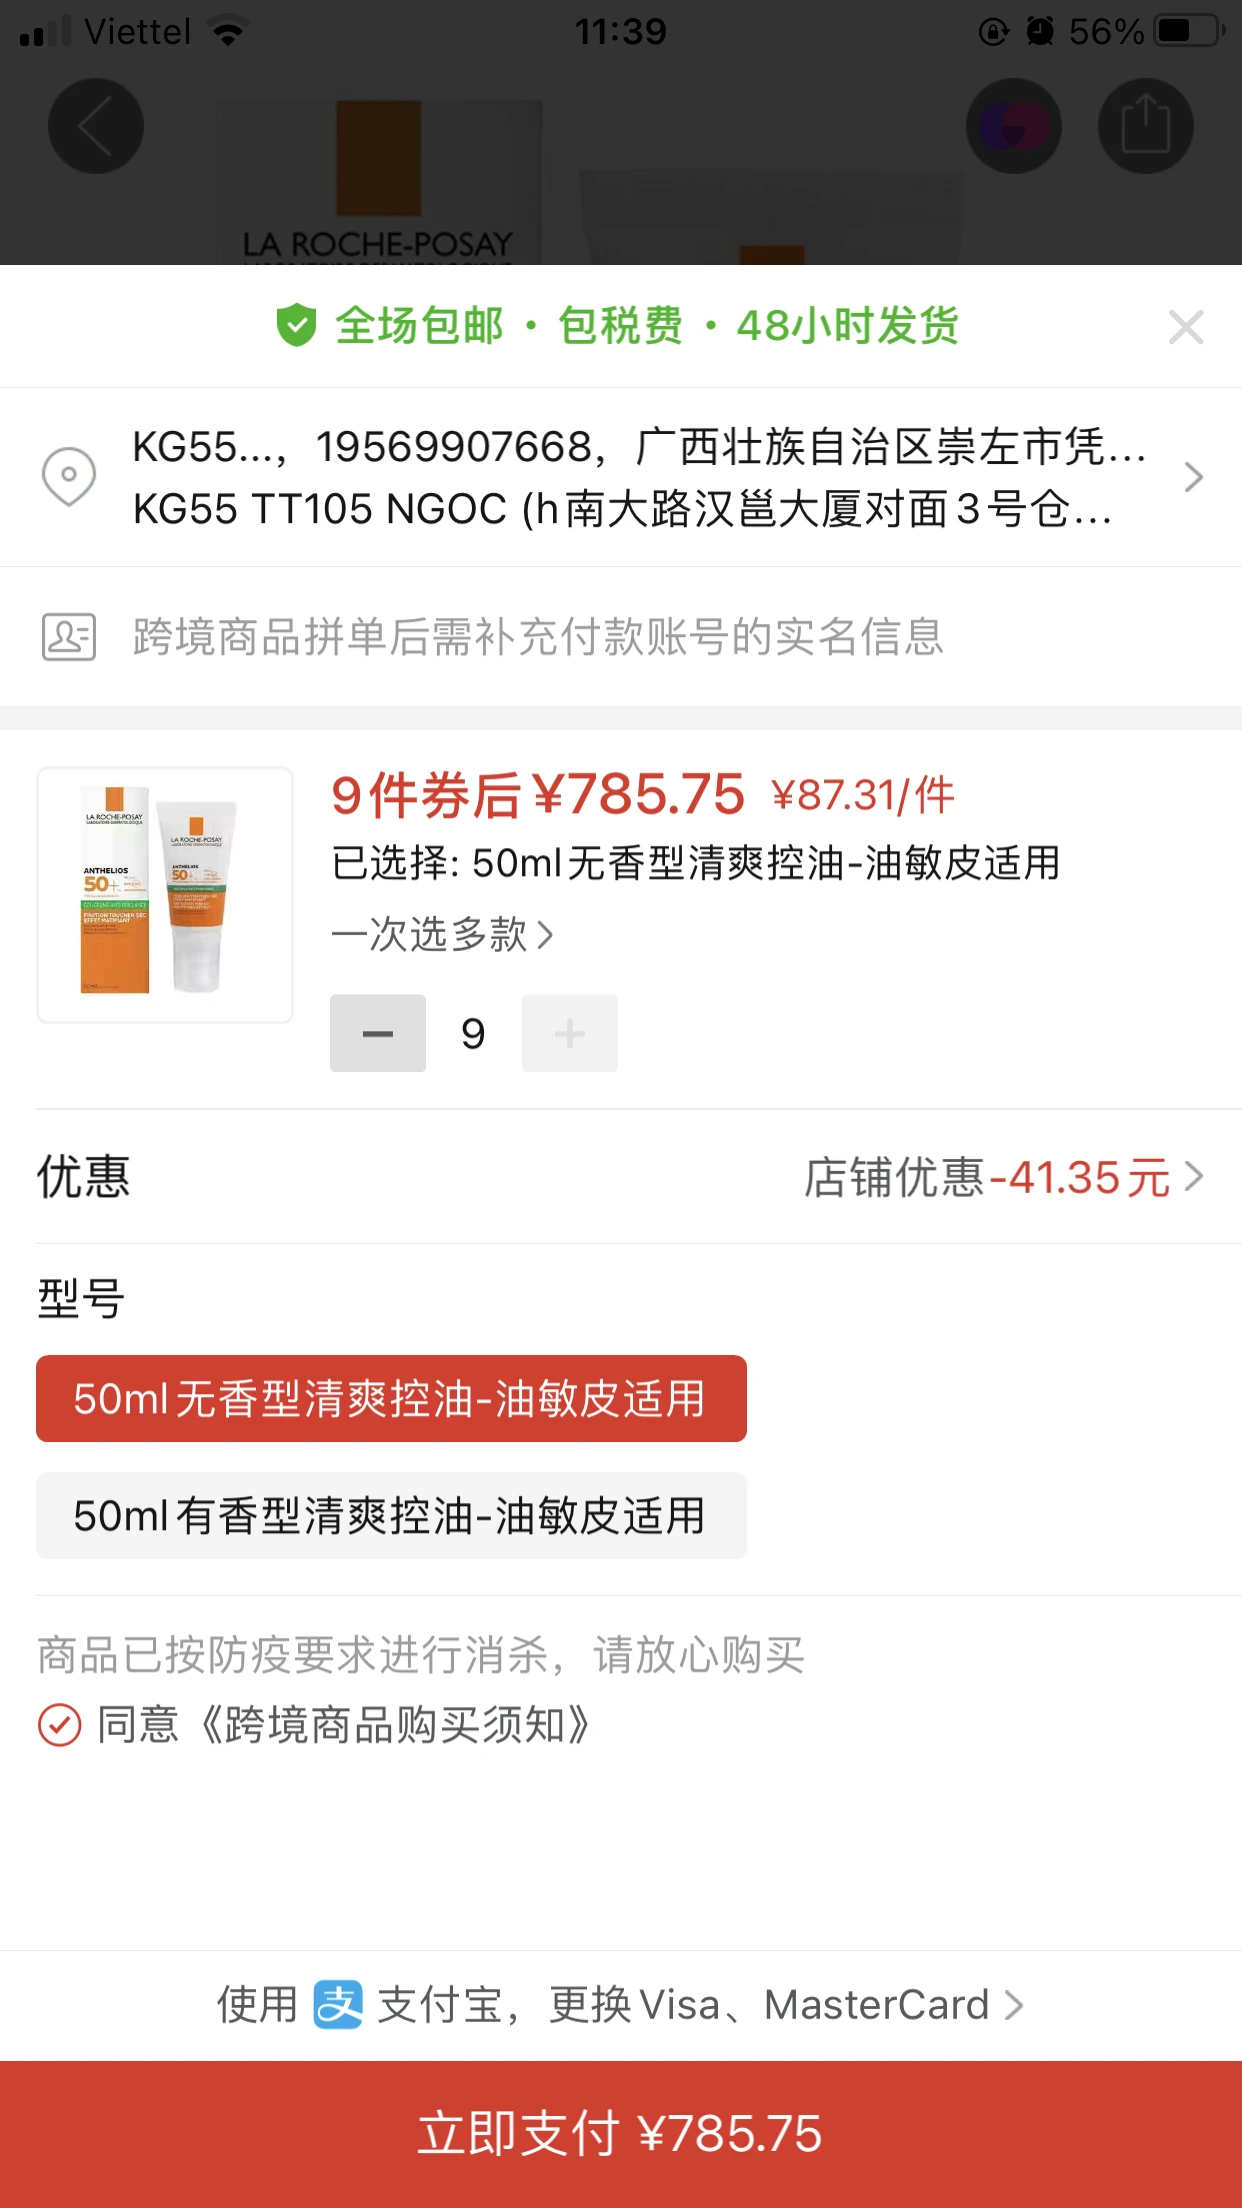 Viettel
11:39
56%
LA ROCHE-POSAY
全场包邮 · 包税费 · 48小时发货
KG55...，19569907668，广西壮族自治区崇左市凭...
KG55 TT105 NGOC (h南大路汉邕大厦对面3号仓...
跨境商品拼单后需补充付款账号的实名信息
LA ROCHE-POSAY
ANTHELIOS
50+
LA ROCHE-POSAY
ANTHELIOS
50+
9件券后¥785.75 ¥87.31/件
已选择: 50ml无香型清爽控油-油敏皮适用
一次选多款
9
优惠
店铺优惠-41.35元
型号
50ml无香型清爽控油-油敏皮适用
50ml有香型清爽控油-油敏皮适用
商品已按防疫要求进行消杀，请放心购买
同意《跨境商品购买须知》
使用 支 支付宝，更换Visa、MasterCard
立即支付 ¥785.75